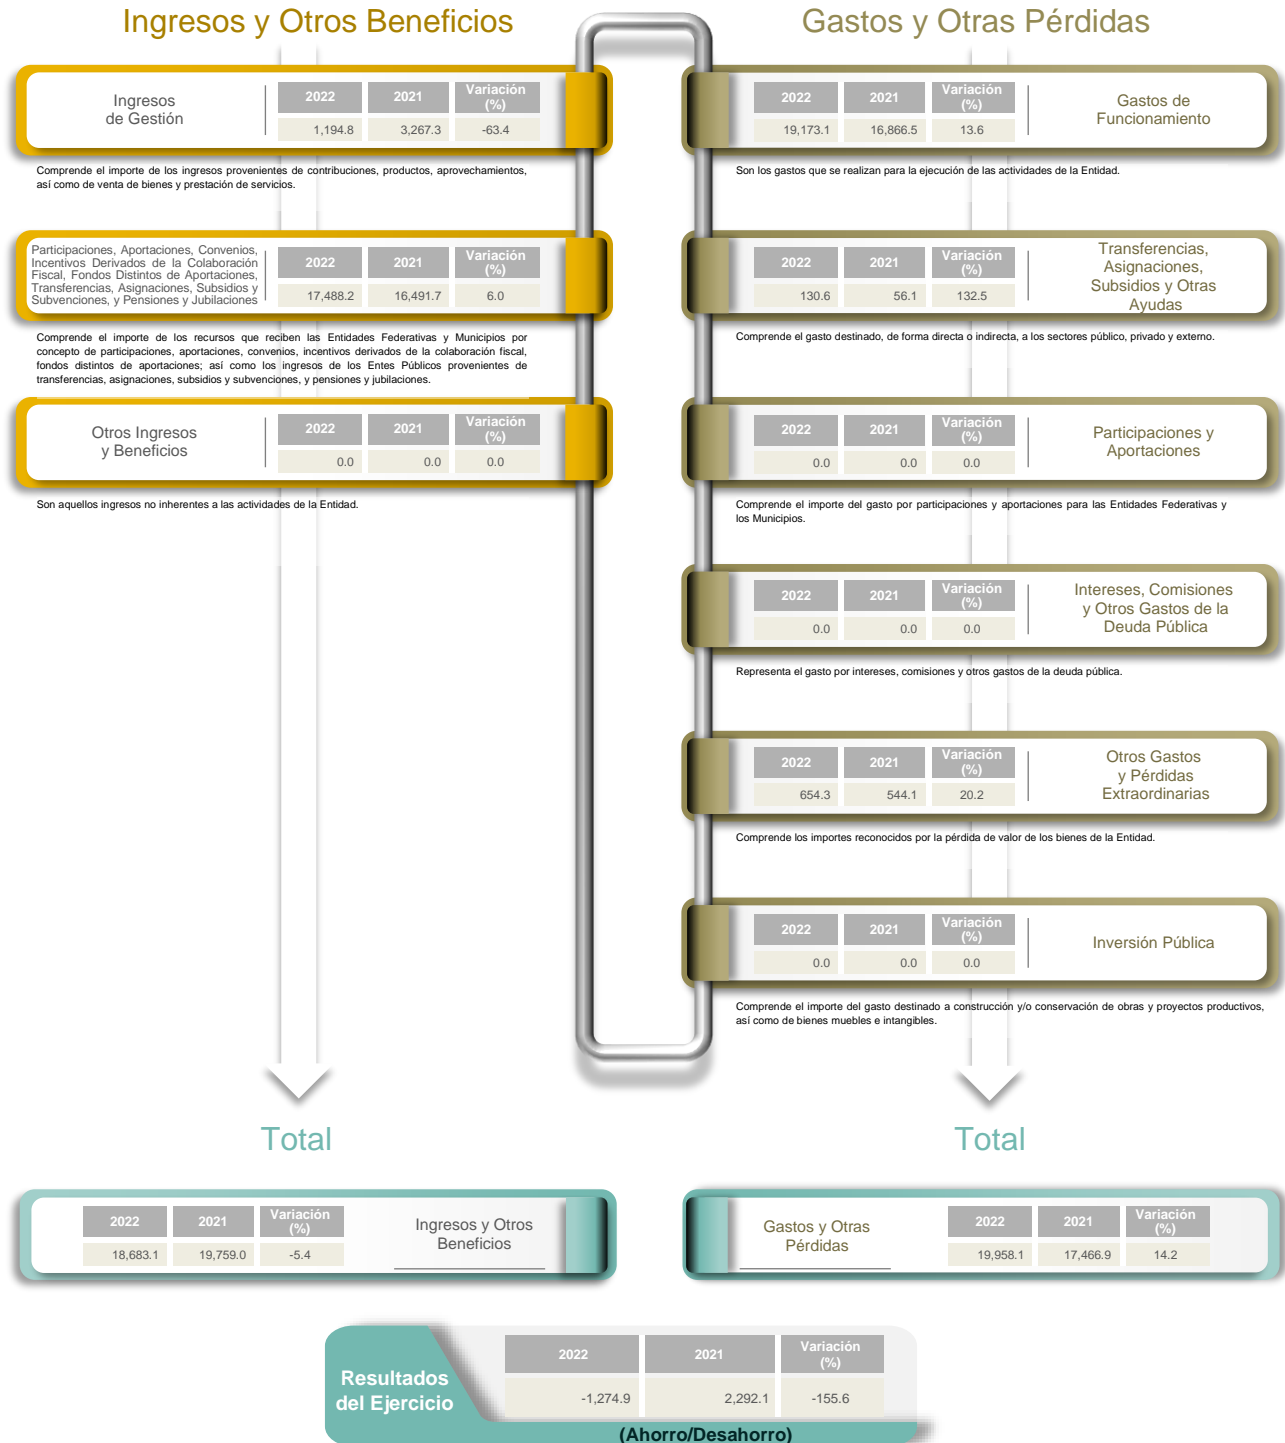 Ingresos y Otros Beneficios
Ingresos
de Gestión
2022 2021 Variación
(%)
1,194.8 3,267.3 -63.4
Comprende el importe de los ingresos provenientes de contribuciones, productos, aprovechamientos,
así como de venta de bienes y prestación de servicios.
Participaciones, Aportaciones, Convenios,
Incentivos Derivados de la Colaboración
Fiscal, Fondos Distintos de Aportaciones,
Transferencias, Asignaciones, Subsidios y
Subvenciones, y Pensiones y Jubilaciones
2022 2021 Variación
(%)
17,488.2 16,491.7 6.0
Comprende el importe de los recursos que reciben las Entidades Federativas y Municipios por
concepto de participaciones, aportaciones, convenios, incentivos derivados de la colaboración fiscal,
fondos distintos de aportaciones; así como los ingresos de los Entes Públicos provenientes de
transferencias, asignaciones, subsidios y subvenciones, y pensiones y jubilaciones.
Otros Ingresos
y Beneficios
2022 2021 Variación
(%)
0.0 0.0 0.0
Son aquellos ingresos no inherentes a las actividades de la Entidad.
Gastos y Otras Pérdidas
2022 2021 Variación
(%)
19,173.1 16,866.5 13.6
Gastos de
Funcionamiento
Son los gastos que se realizan para la ejecución de las actividades de la Entidad.
2022 2021 Variación
(%)
130.6 56.1 132.5
Transferencias,
Asignaciones,
Subsidios y Otras
Ayudas
Comprende el gasto destinado, de forma directa o indirecta, a los sectores público, privado y externo.
2022 2021 Variación
(%)
0.0 0.0 0.0
Participaciones y
Aportaciones
Comprende el importe del gasto por participaciones y aportaciones para las Entidades Federativas y
los Municipios.
2022 2021 Variación
(%)
0.0 0.0 0.0
Intereses, Comisiones
y Otros Gastos de la
Deuda Pública
Representa el gasto por intereses, comisiones y otros gastos de la deuda pública.
2022 2021 Variación
(%)
654.3 544.1 20.2
Otros Gastos
y Pérdidas
Extraordinarias
Comprende los importes reconocidos por la pérdida de valor de los bienes de la Entidad.
2022 2021 Variación
(%)
0.0 0.0 0.0
Inversión Pública
Comprende el importe del gasto destinado a construcción y/o conservación de obras y proyectos productivos,
así como de bienes muebles e intangibles.
Total
2022 2021 Variación
(%)
18,683.1 19,759.0 -5.4
Ingresos y Otros
Beneficios
Total
Gastos y Otras
Pérdidas
2022 2021 Variación
(%)
19,958.1 17,466.9 14.2
Resultados
del Ejercicio
2022 2021 Variación
(%)
-1,274.9 2,292.1 -155.6
(Ahorro/Desahorro)